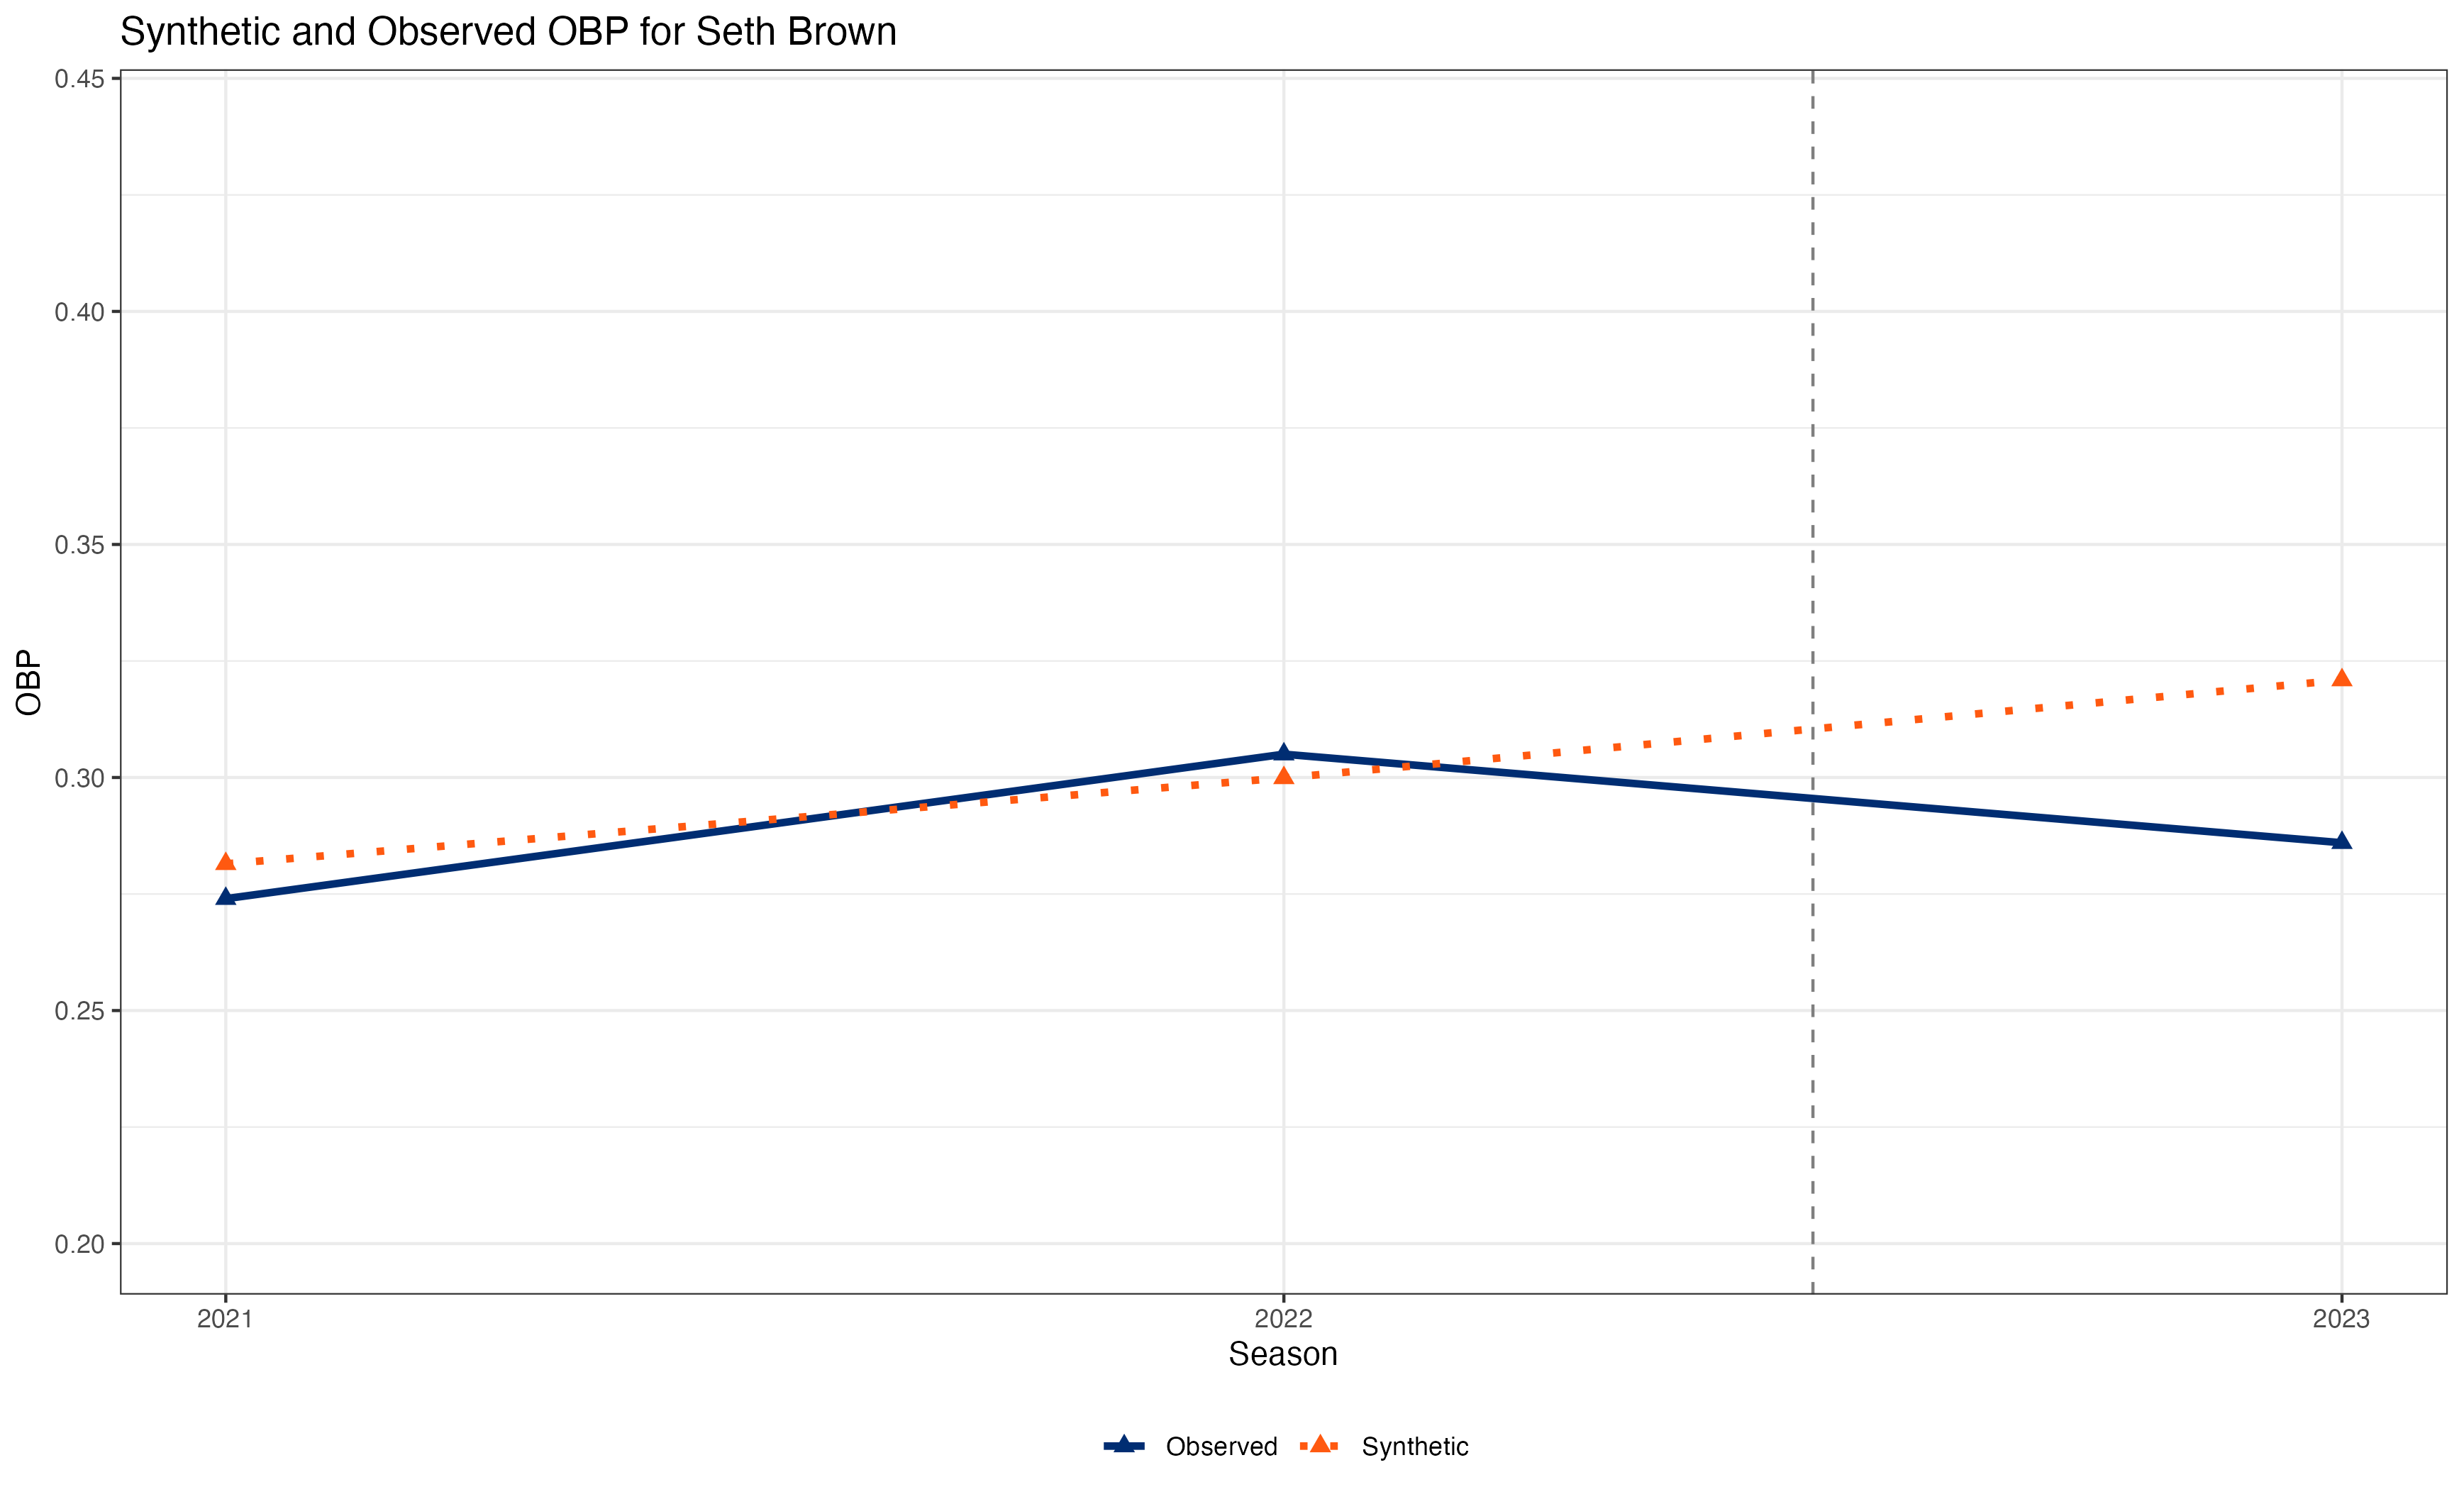 Synthetic and Observed OBP for Seth Brown
0.45
0.40
0.35
0.30
0.25
0.20
OBP
2021 2022 2023
Season
Observed Synthetic